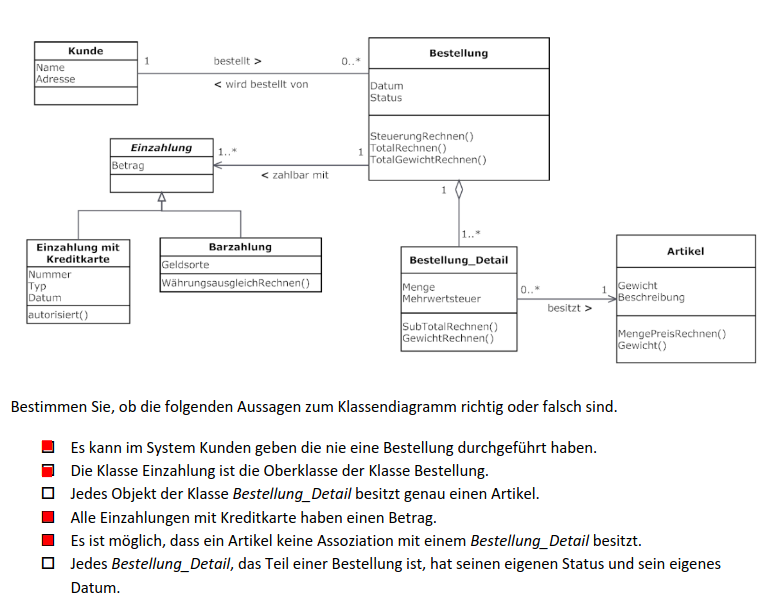 Kunde
Name
Adresse
1
bestellt >
0..*
< wird bestellt von
Bestellung
Datum
Status
SteuerungRechnen()
TotalRechnen()
TotalGewichtRechnen()
Einzahlung
Betrag
1..*
1
< zahlbar mit
1
1..*
Einzahlung mit
Kreditkarte
Nummer
Typ
Datum
autorisiert()
Barzahlung
Geldsorte
WährungsausgleichRechnen()
Bestellung_Detail
Menge
Mehrwertsteuer
SubTotalRechnen()
GewichtRechnen()
0..*
1
besitzt >
Artikel
Gewicht
Beschreibung
MengePreisRechnen()
Gewicht()
Bestimmen Sie, ob die folgenden Aussagen zum Klassendiagramm richtig oder falsch sind.
Es kann im System Kunden geben die nie eine Bestellung durchgeführt haben.
Die Klasse Einzahlung ist die Oberklasse der Klasse Bestellung.
Jedes Objekt der Klasse Bestellung_Detail besitzt genau einen Artikel.
Alle Einzahlungen mit Kreditkarte haben einen Betrag.
Es ist möglich, dass ein Artikel keine Assoziation mit einem Bestellung_Detail besitzt.
Jedes Bestellung_Detail, das Teil einer Bestellung ist, hat seinen eigenen Status und sein eigenes
Datum.